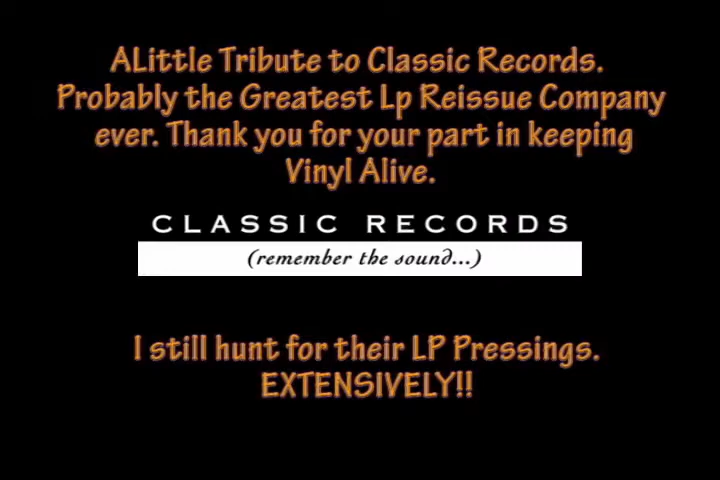 ALittle Tribute to Classic Records.
Probably the Greatest Lp Reissue Company
ever. Thank you for your part in keeping
Vinyl Alive.
CLASSIC RECORDS
(remember the sound...)
I still hunt for their LP Pressings.
EXTENSIVELY!!